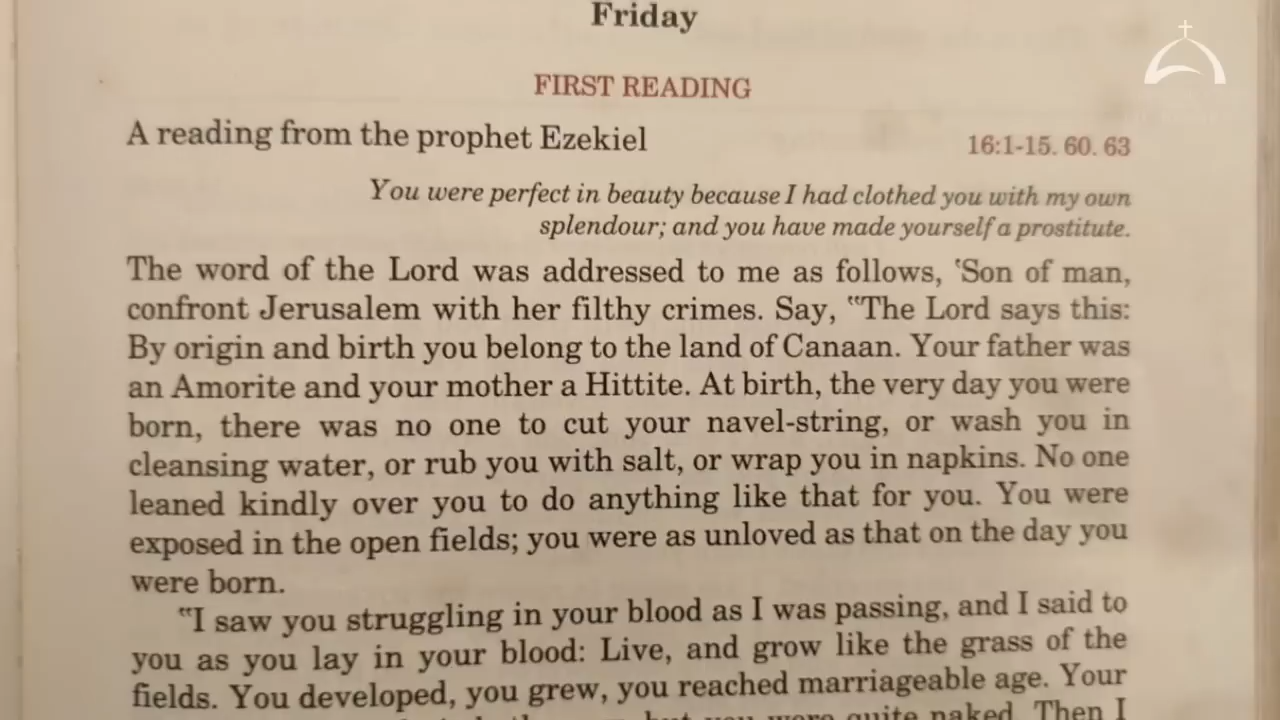 Friday
FIRST READING
A reading from the prophet Ezekiel 16:1-15. 60. 63
You were perfect in beauty because I had clothed you with my own
splendour; and you have made yourself a prostitute.
The word of the Lord was addressed to me as follows, ‘Son of man,
confront Jerusalem with her filthy crimes. Say, “The Lord says this:
By origin and birth you belong to the land of Canaan. Your father was
an Amorite and your mother a Hittite. At birth, the very day you were
born, there was no one to cut your navel-string, or wash you in
cleansing water, or rub you with salt, or wrap you in napkins. No one
leaned kindly over you to do anything like that for you. You were
exposed in the open fields; you were as unloved as that on the day you
were born.
“I saw you struggling in your blood as I was passing, and I said to
you as you lay in your blood: Live, and grow like the grass of the
fields. You developed, you grew, you reached marriageable age. Your
but you were quite naked. Then I